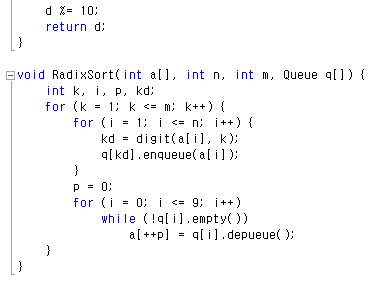 d %= 10;
return d;
}
void RadixSort(int a[], int n, int m, Queue q[]) {
int k, i, p, kd;
for (k = 1; k <= m; k++) {
for (i = 1; i <= n; i++) {
kd = digit(a[i], k);
q[kd].enqueue(a[i]);
}
p = 0;
for (i = 0; i <= 9; i++)
while (!q[i].empty())
a[++p] = q[i].depueue();
}
}